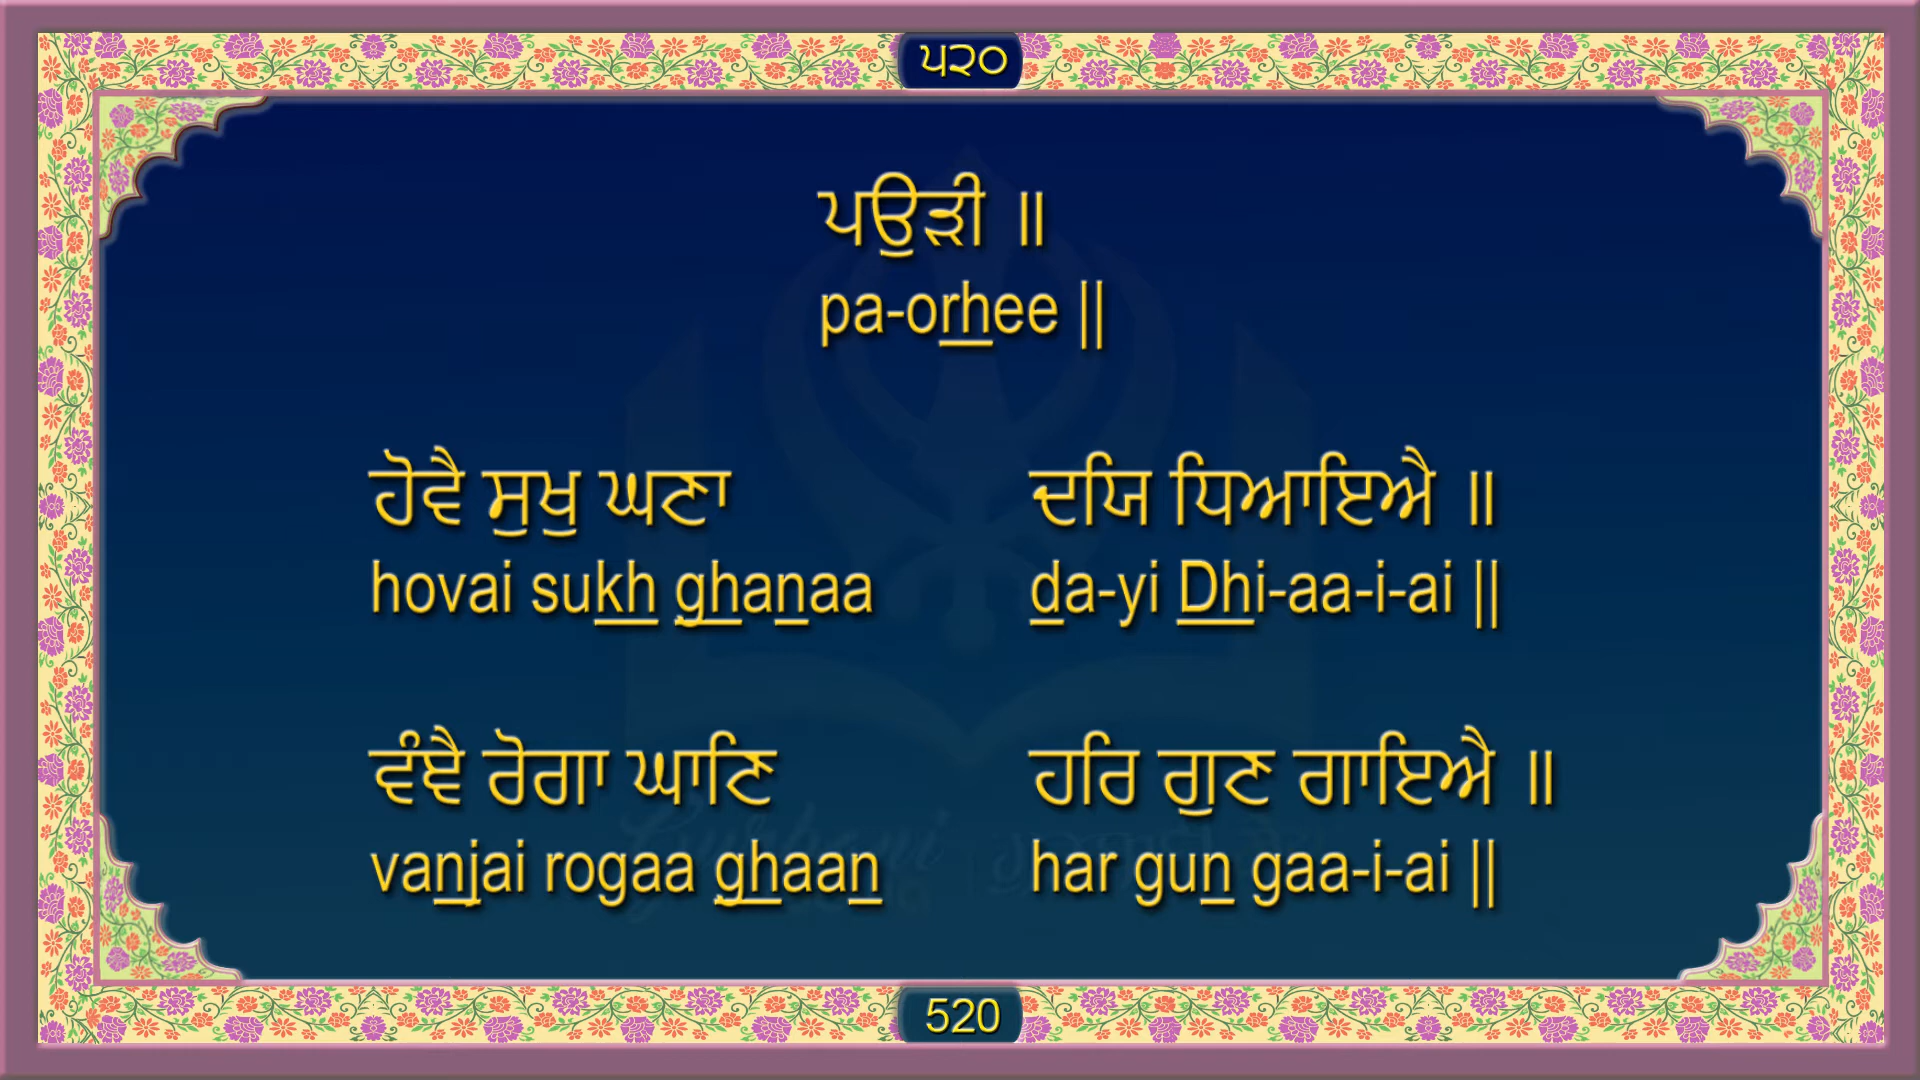 ੫੨੦
ਪਉੜੀ ॥
pa-orhee ||
ਹੋਵੈ ਸੁਖੁ ਘਣਾ ਦਯਿ ਧਿਆਇਐ ॥
hovai sukh ghanaa da-yi Dhi-aa-i-ai ||
ਵੰਞੈ ਰੋਗਾ ਘਾਣਿ ਹਰਿ ਗੁਣ ਗਾਇਐ ॥
vanjai rogaa ghaan har gun gaa-i-ai ||
520